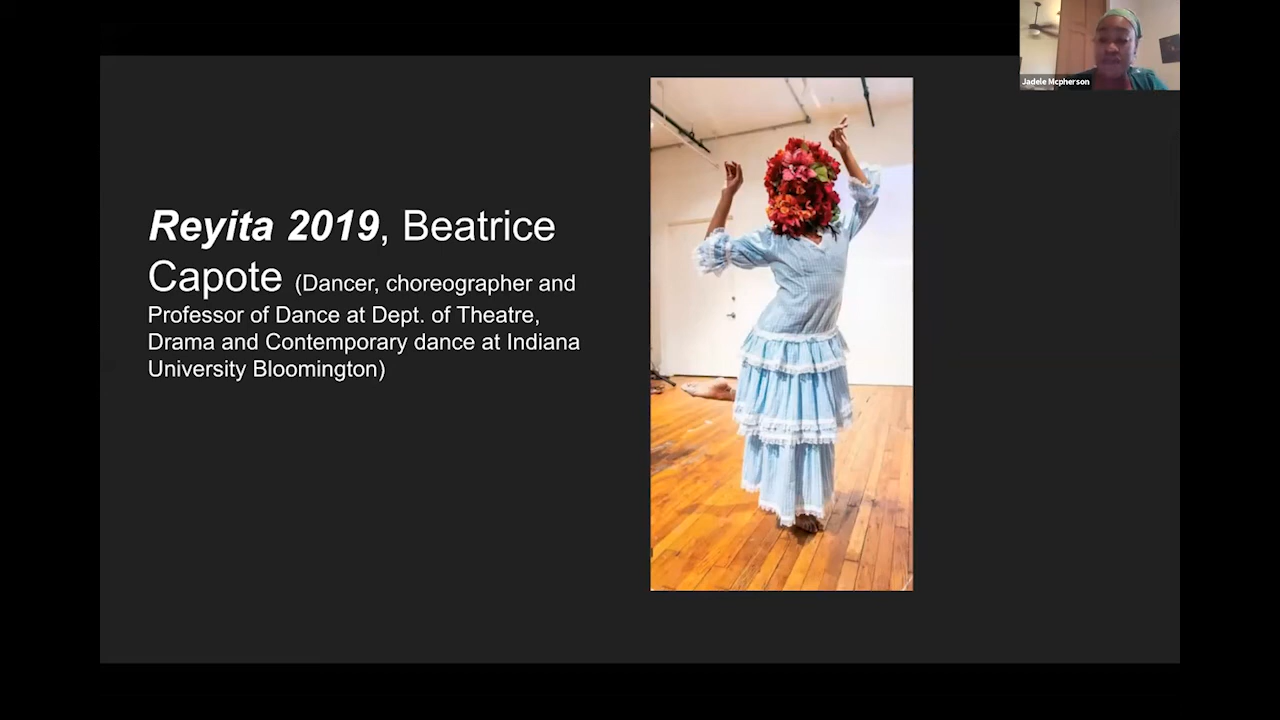 Jadele Mcpherson
Reyita 2019, Beatrice
Capote (Dancer, choreographer and
Professor of Dance at Dept. of Theatre,
Drama and Contemporary dance at Indiana
University Bloomington)